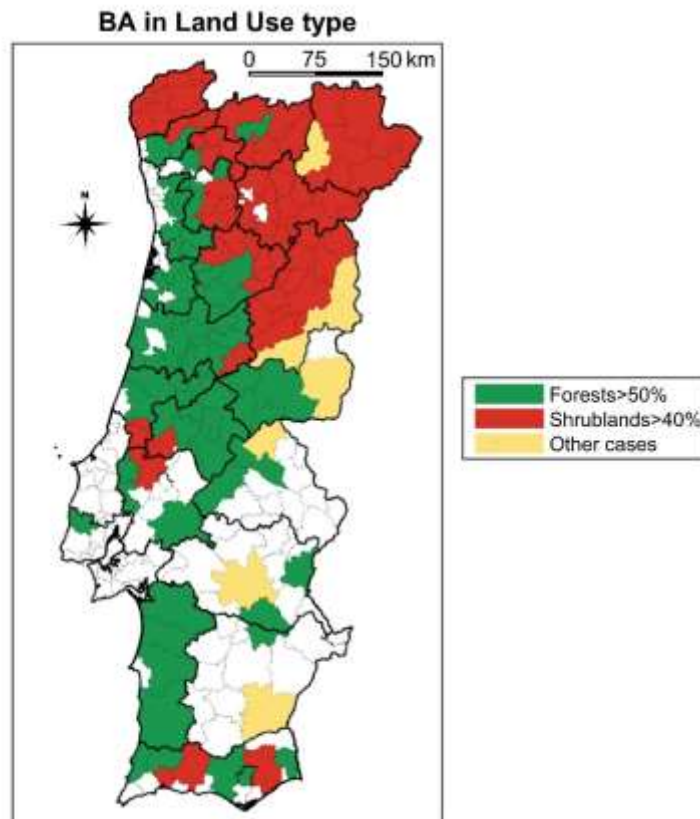 BA in Land Use type
0 75 150 km
N
Forests>50%
Shrublands>40%
Other cases